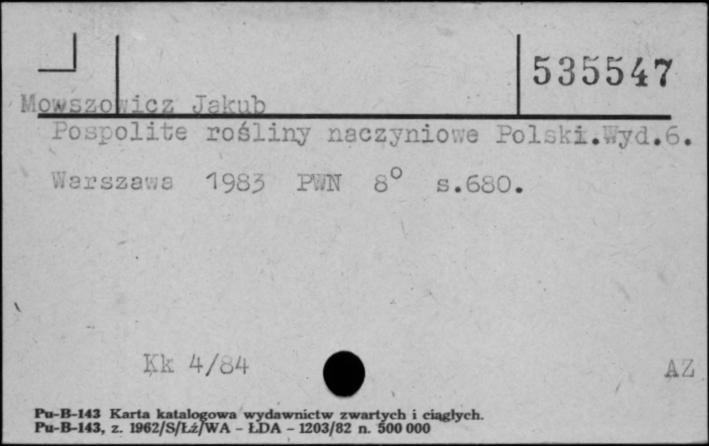 535547
Mowszowicz Jakub
Pospolite rośliny naczyniowe Polski.Wyd.6.
Warszawa 1983 PWN 8° s.680.
Kk 4/84
AZ
Pu-B-143 Karta katalogowa wydawnictw zwartych i ciągłych.
Pu-B-143, z. 1962/S/Łź/WA - ŁDA - 1203/82 n. 500 000